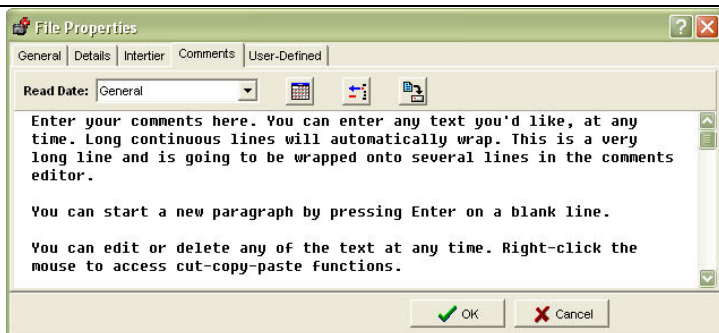 File Properties
General Details Intertier Comments User-Defined
Read Date: General
Enter your comments here. You can enter any text you'd like, at any
time. Long continuous lines will automatically wrap. This is a very
long line and is going to be wrapped onto several lines in the comments
editor.
You can start a new paragraph by pressing Enter on a blank line.
You can edit or delete any of the text at any time. Right-click the
mouse to access cut-copy-paste functions.
OK Cancel